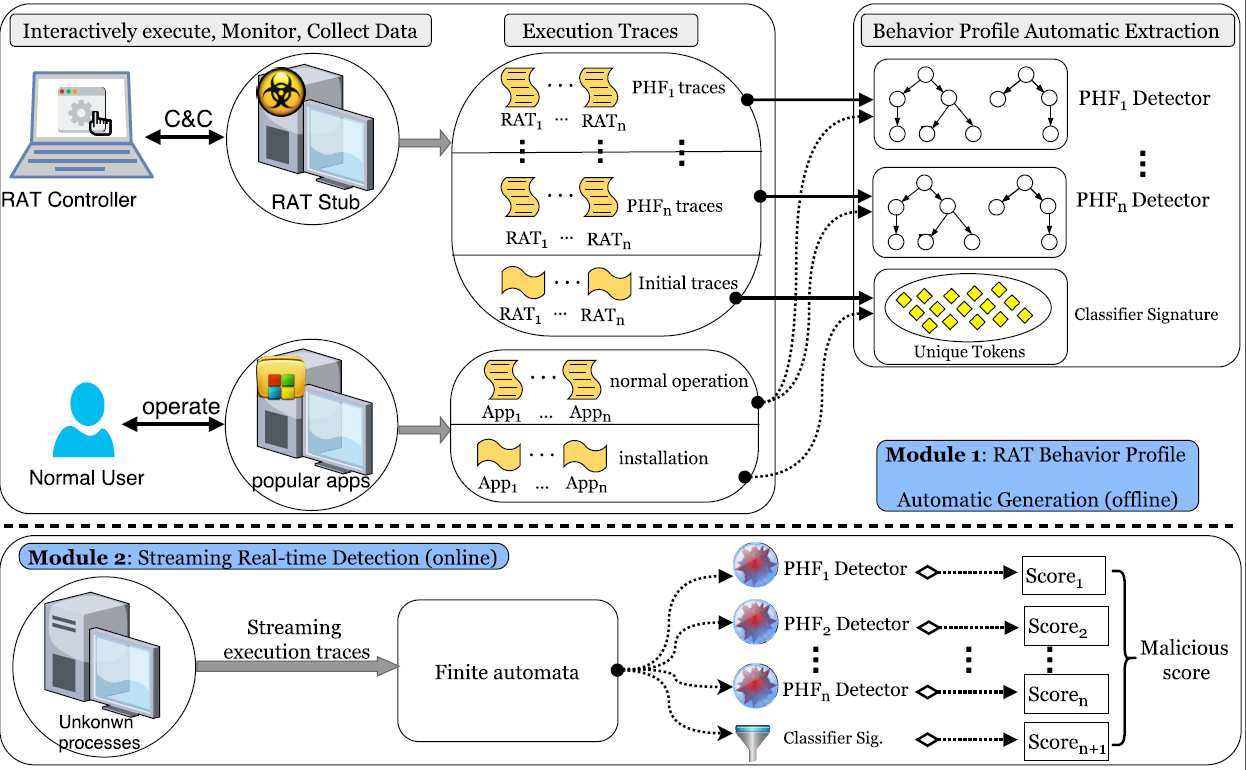 Interactively execute, Monitor, Collect Data
Execution Traces
Behavior Profile Automatic Extraction
C&C
RAT Controller
RAT Stub
PHF1 traces
RAT1 ... RATn
PHFn traces
RAT1 ... RATn
Initial traces
RAT1 ... RATn
PHF1 Detector
PHFn Detector
Classifier Signature
Unique Tokens
operate
Normal User
popular apps
normal operation
App1 ... Appn
installation
App1 ... Appn
Module 1: RAT Behavior Profile
Automatic Generation (offline)
Module 2: Streaming Real-time Detection (online)
Unkonwn
processes
Streaming
execution traces
Finite automata
PHF1 Detector
Score1
PHF2 Detector
Score2
PHFn Detector
Scoren
Classifier Sig.
Scoren+1
Malicious
score